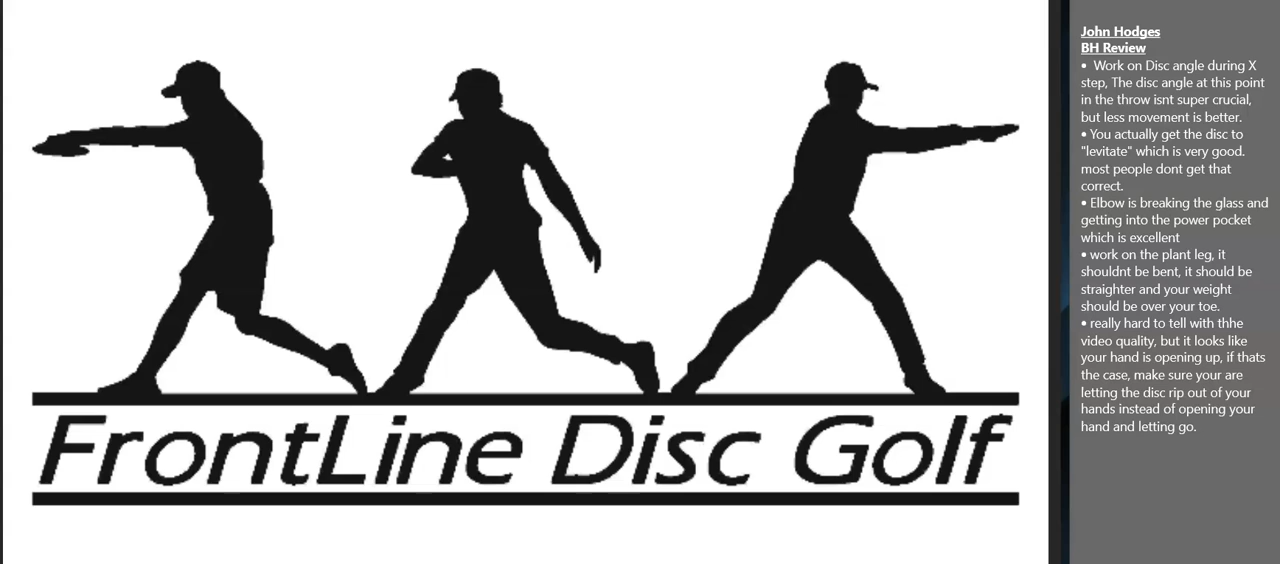 FrontLine Disc Golf
John Hodges
BH Review
• Work on Disc angle during X
step, The disc angle at this point
in the throw isnt super crucial,
but less movement is better.
• You actually get the disc to
"levitate" which is very good.
most people dont get that
correct.
• Elbow is breaking the glass and
getting into the power pocket
which is excellent
• work on the plant leg, it
shouldnt be bent, it should be
straighter and your weight
should be over your toe.
• really hard to tell with thhe
video quality, but it looks like
your hand is opening up, if thats
the case, make sure your are
letting the disc rip out of your
hands instead of opening your
hand and letting go.